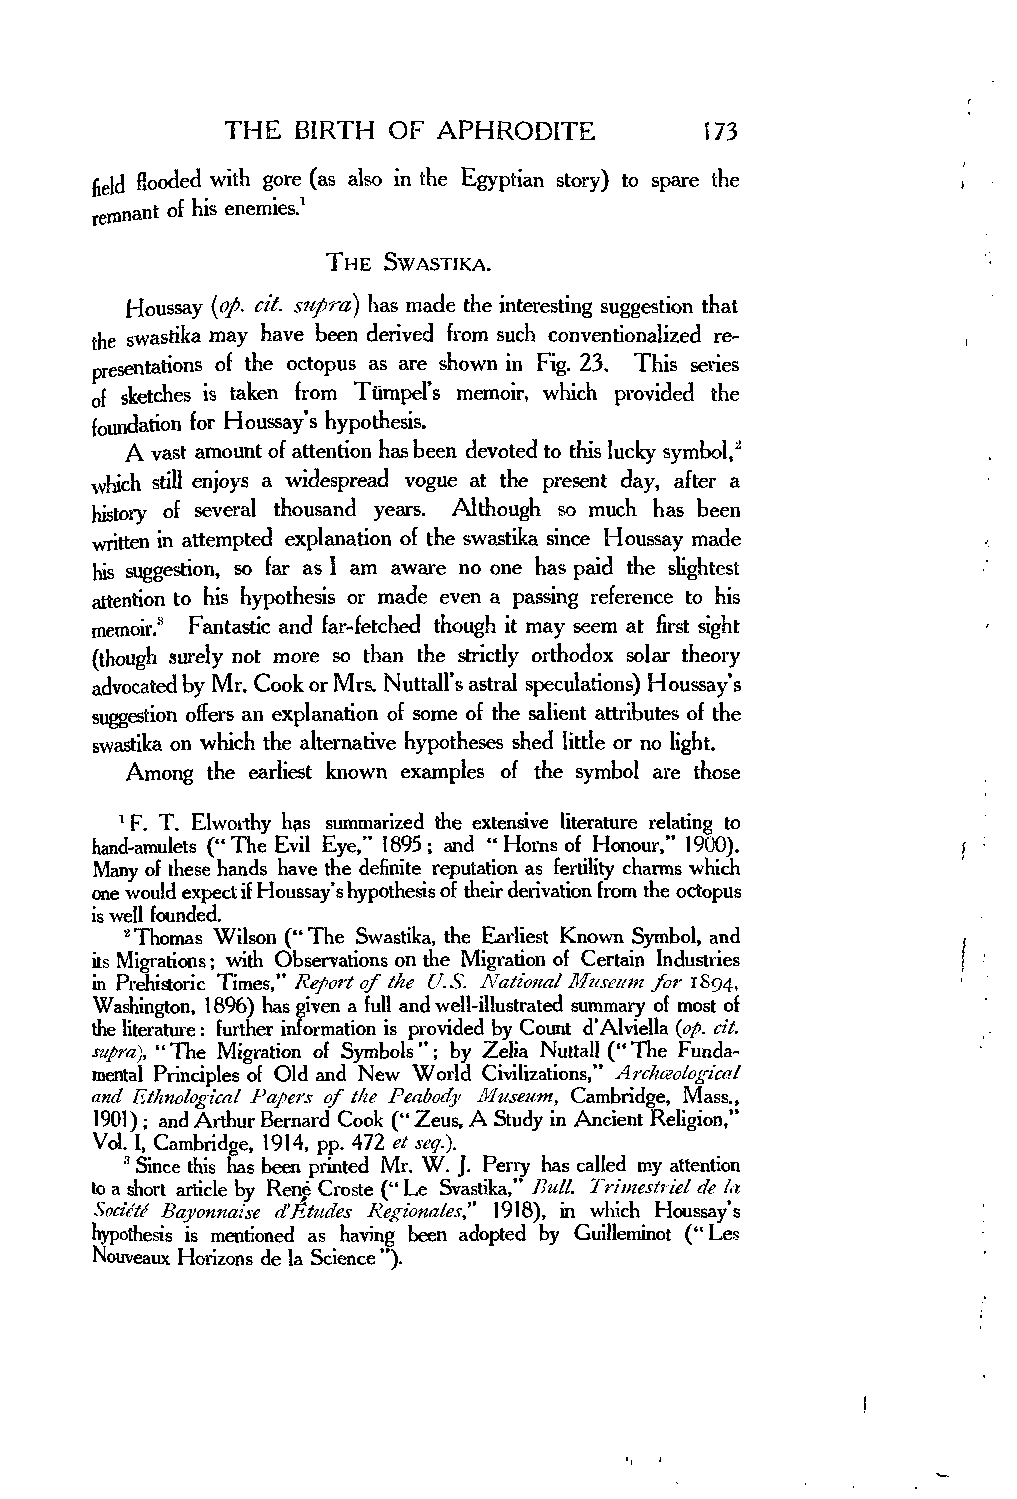 THE BIRTH OF APHRODITE 173
field flooded with gore (as also in the Egyptian story) to spare the
remnant of his enemies.¹
THE SWASTIKA.
Houssay (op. cit. supra) has made the interesting suggestion that
the swastika may have been derived from such conventionalized re-
presentations of the octopus as are shown in Fig. 23. This series
of sketches is taken from Tümpel's memoir, which provided the
foundation for Houssay's hypothesis.
A vast amount of attention has been devoted to this lucky symbol,²
which still enjoys a widespread vogue at the present day, after a
history of several thousand years. Although so much has been
written in attempted explanation of the swastika since Houssay made
his suggestion, so far as I am aware no one has paid the slightest
attention to his hypothesis or made even a passing reference to his
memoir.³ Fantastic and far-fetched though it may seem at first sight
(though surely not more so than the strictly orthodox solar theory
advocated by Mr. Cook or Mrs. Nuttall's astral speculations) Houssay's
suggestion offers an explanation of some of the salient attributes of the
swastika on which the alternative hypotheses shed little or no light.
Among the earliest known examples of the symbol are those
¹ F. T. Elworthy has summarized the extensive literature relating to
hand-amulets ("The Evil Eye," 1895; and "Horns of Honour," 1900).
Many of these hands have the definite reputation as fertility charms which
one would expect if Houssay's hypothesis of their derivation from the octopus
is well founded.
² Thomas Wilson ("The Swastika, the Earliest Known Symbol, and
its Migrations; with Observations on the Migration of Certain Industries
in Prehistoric Times," Report of the U.S. National Museum for 1894,
Washington, 1896) has given a full and well-illustrated summary of most of
the literature: further information is provided by Count d'Alviella (op. cit.
supra), "The Migration of Symbols"; by Zelia Nuttall ("The Funda-
mental Principles of Old and New World Civilizations," Archæological
and Ethnological Papers of the Peabody Museum, Cambridge, Mass.,
1901); and Arthur Bernard Cook ("Zeus, A Study in Ancient Religion,"
Vol. I, Cambridge, 1914, pp. 472 et seq.).
³ Since this has been printed Mr. W. J. Perry has called my attention
to a short article by René Croste ("Le Svastika," Bull. Trimestriel de la
Société Bayonnaise d'Études Regionales," 1918), in which Houssay's
hypothesis is mentioned as having been adopted by Guilleminot ("Les
Nouveaux Horizons de la Science").